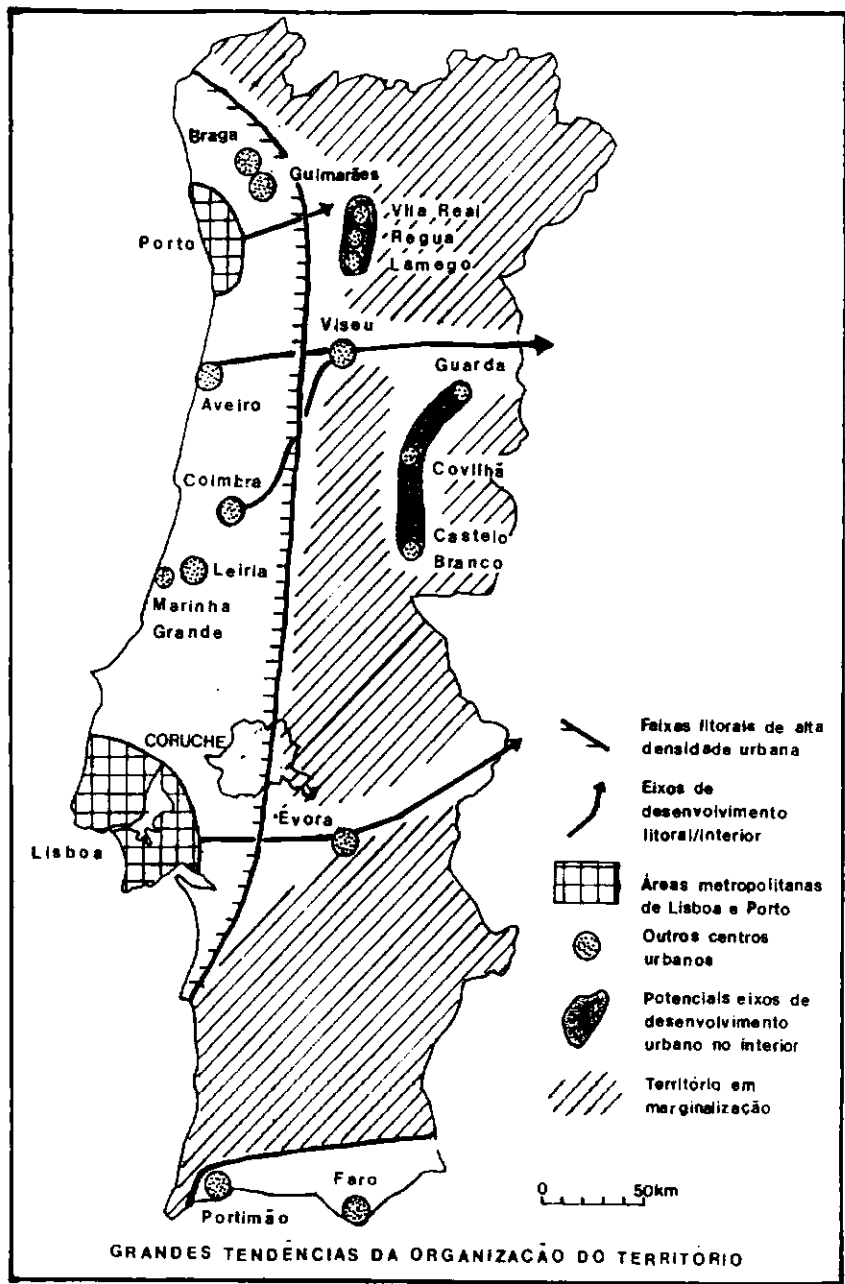 Braga
Guimarães
Vila Real
Porto
Regua
Lamego
Viseu
Guarda
Aveiro
Coimbra
Covilhã
Castelo
Branco
Leiria
Marinha
Grande
CORUCHE
Évora
Lisboa
Faixas litorais de alta
densidade urbana
Eixos de
desenvolvimento
litoral/interior
Áreas metropolitanas
de Lisboa e Porto
Outros centros
urbanos
Potenciais eixos de
desenvolvimento
urbano no interior
Território em
marginalização
Faro
Portimão
0 50km
GRANDES TENDÊNCIAS DA ORGANIZAÇÃO DO TERRITÓRIO